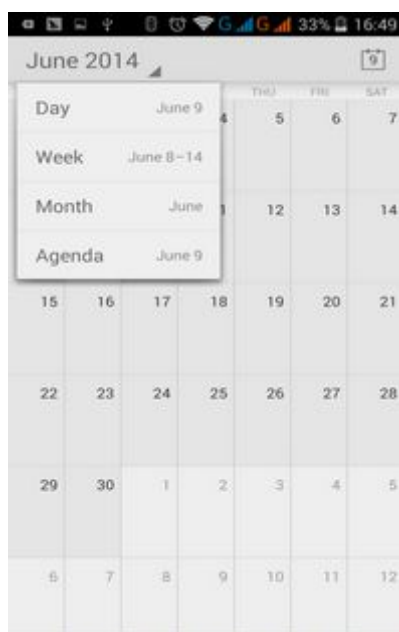 G G 33% 16:49
June 2014 9
THU FRI SAT
Day June 9
4 5 6 7
Week June 8–14
Month June
1 12 13 14
Agenda June 9
15 16 17 18 19 20 21
22 23 24 25 26 27 28
29 30 1 2 3 4 5
6 7 8 9 10 11 12